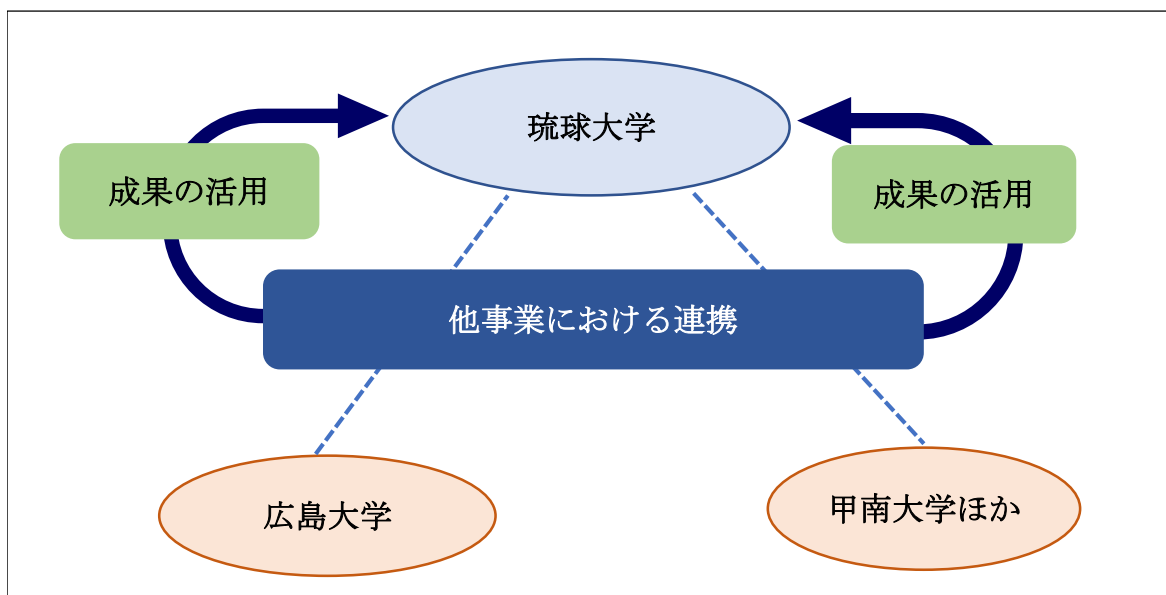 琉球大学
成果の活用
成果の活用
他事業における連携
広島大学
甲南大学ほか